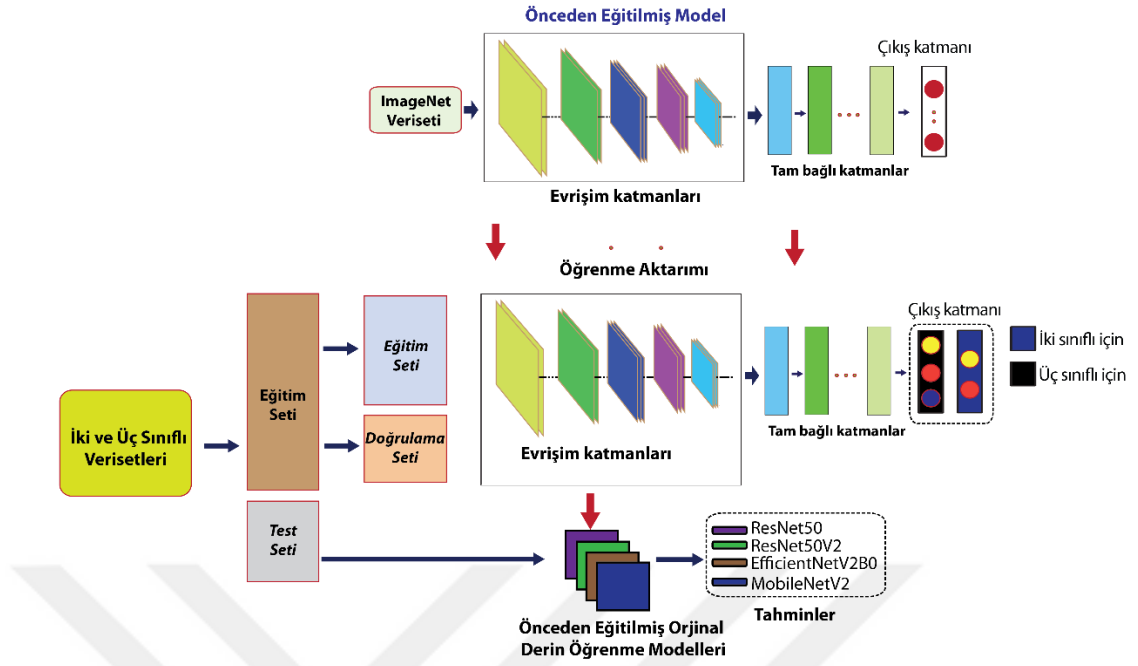 Önceden Eğitilmiş Model
Çıkış katmanı
ImageNet
Veriseti
Tam bağlı katmanlar
Evrişim katmanları
Öğrenme Aktarımı
Çıkış katmanı
İki sınıflı için
Üç sınıflı için
Eğitim
Seti
Eğitim
Seti
İki ve Üç Sınıflı
Verisetleri
Doğrulama
Seti
Evrişim katmanları
Tam bağlı katmanlar
Test
Seti
ResNet50
ResNet50V2
EfficientNetV2B0
MobileNetV2
Tahminler
Önceden Eğitilmiş Orjinal
Derin Öğrenme Modelleri